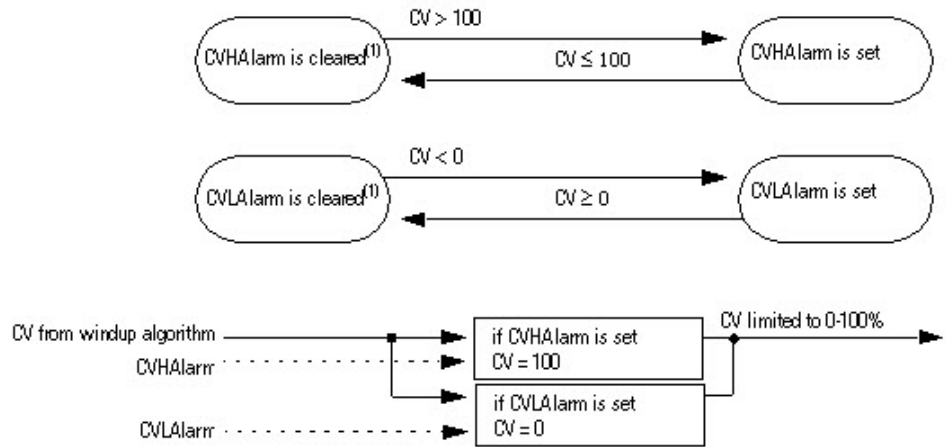 CV > 100
CVHAlarm is cleared(1)
CVHAlarm is set
CV ≤ 100
CV < 0
CVLAlarm is cleared(1)
CVLAlarm is set
CV ≥ 0
CV from windup algorithm
if CVHAlarm is set
CV limited to 0-100%
CVHAlarm
CV = 100
if CVLAlarm is set
CVLAlarm
CV = 0